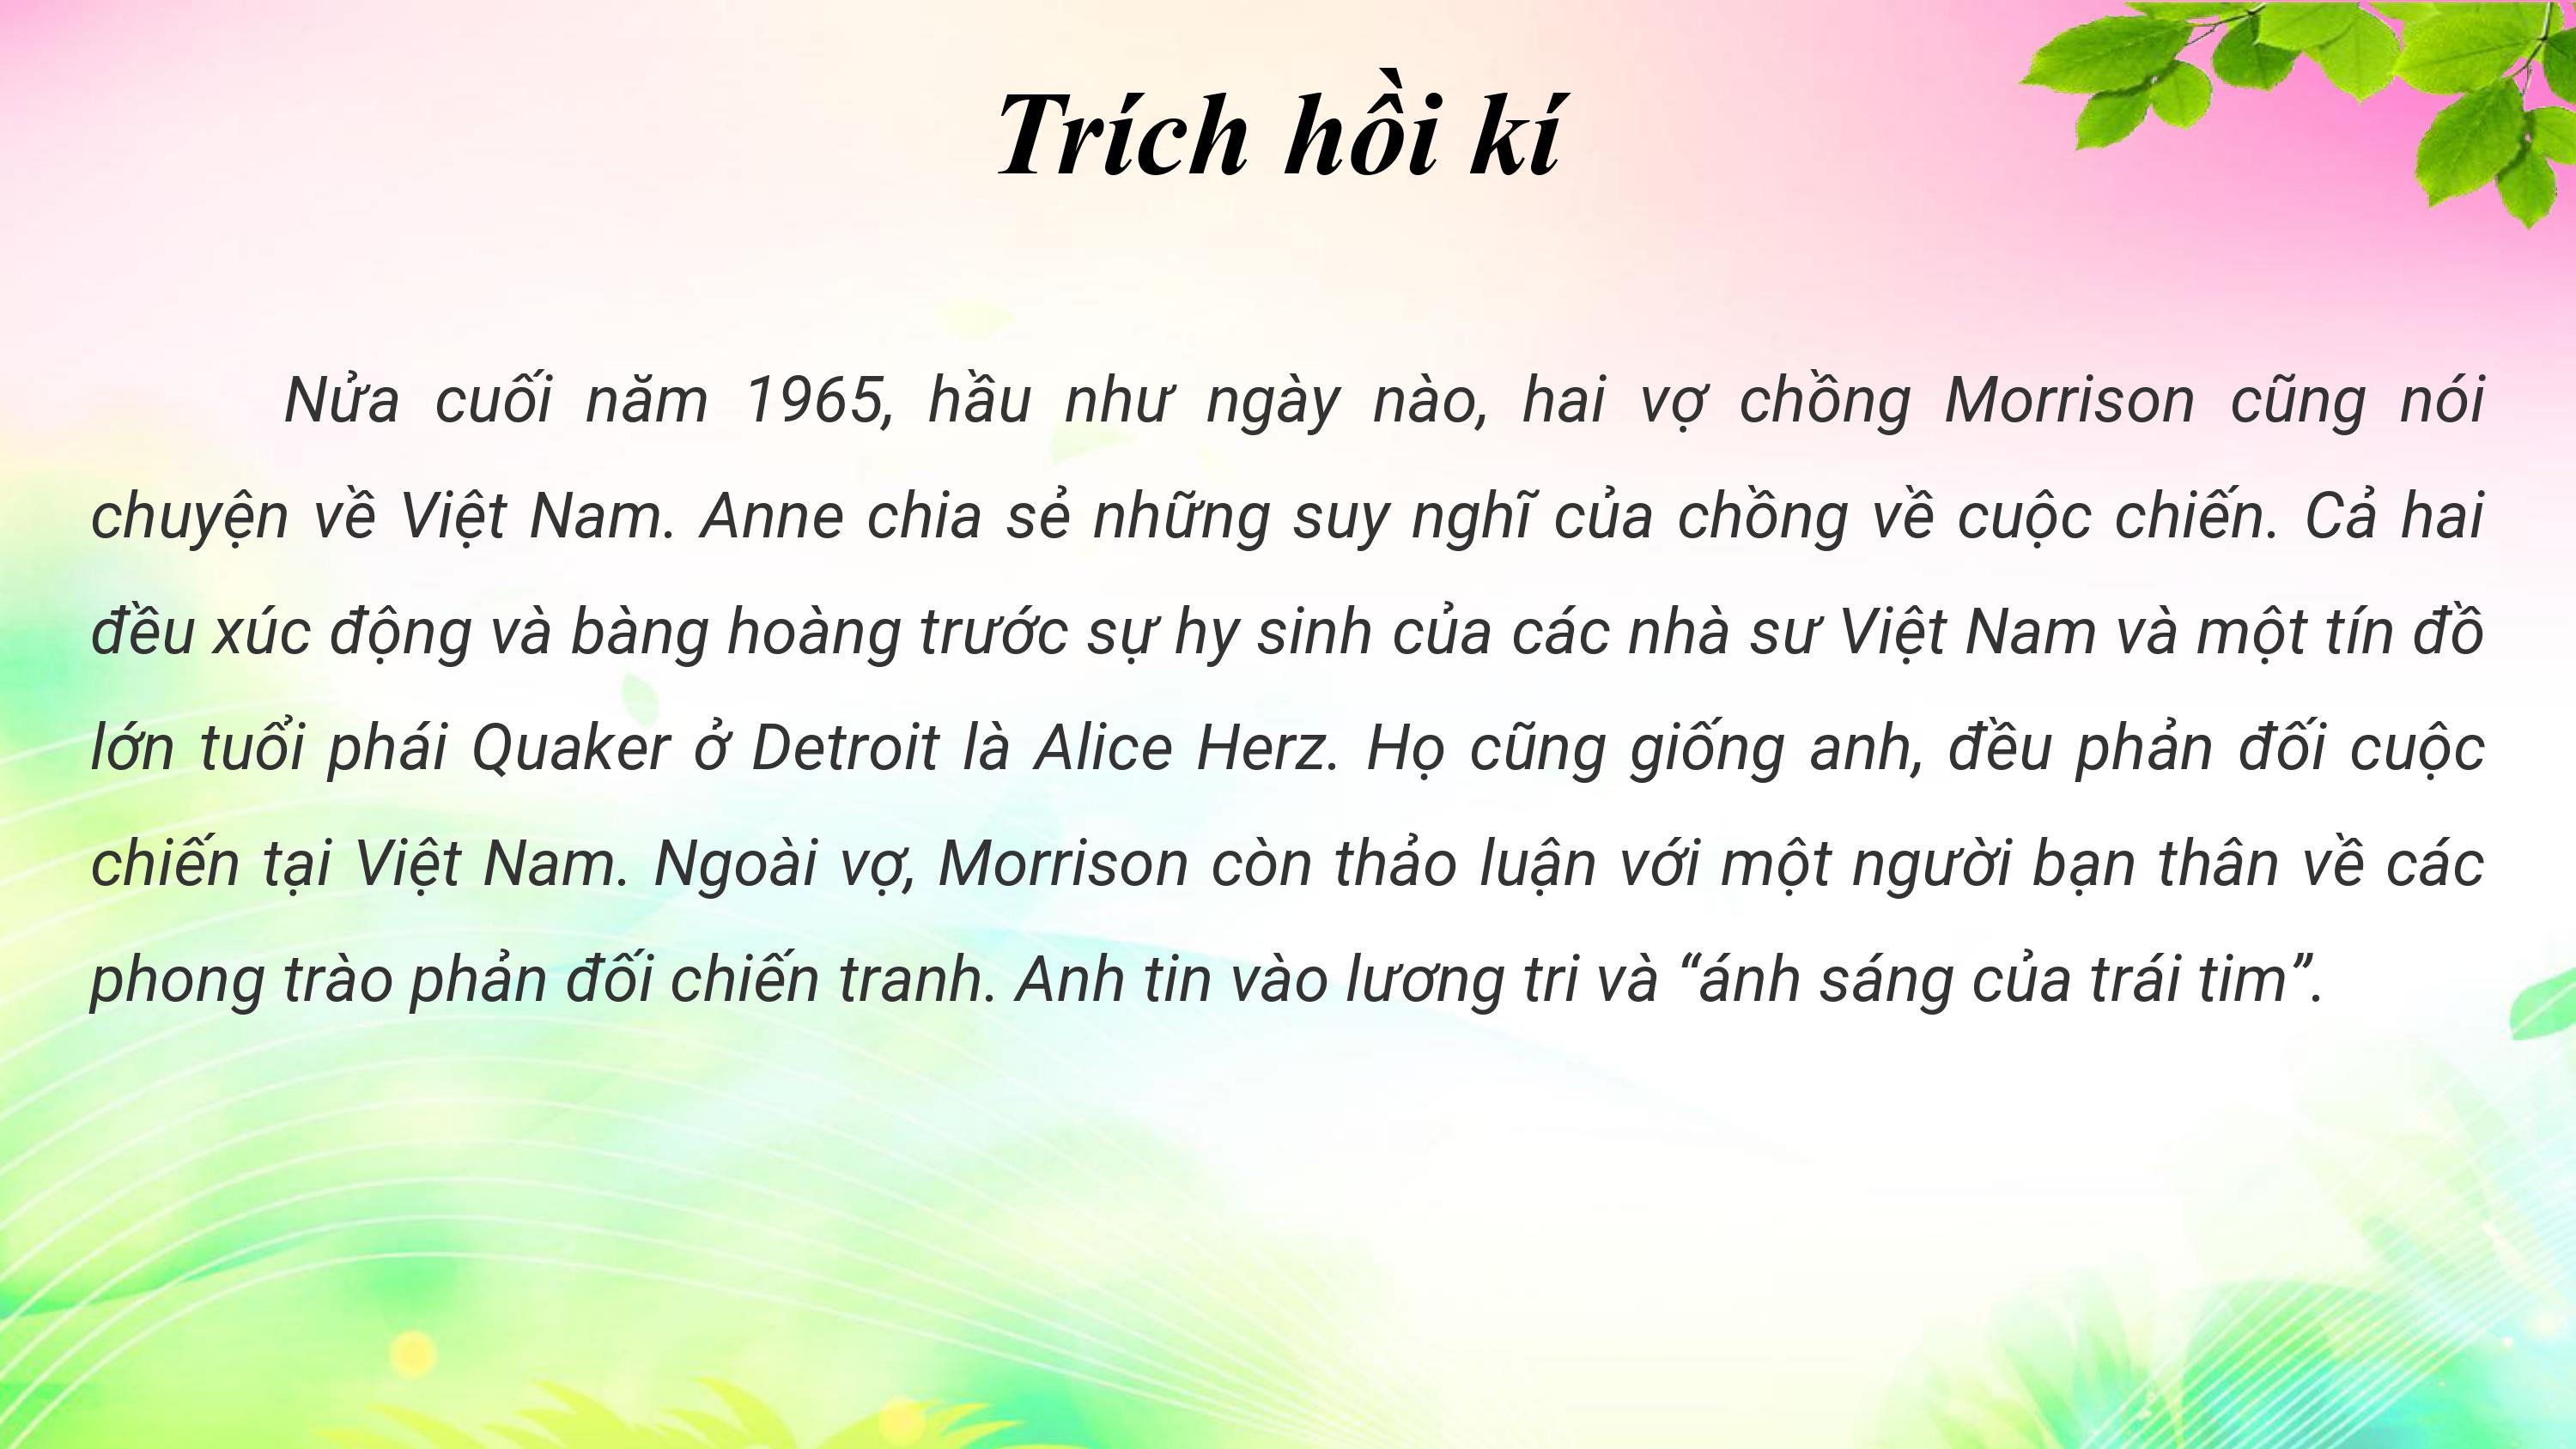 Trích hồi kí
Nửa cuối năm 1965, hầu như ngày nào, hai vợ chồng Morrison cũng nói
chuyện về Việt Nam. Anne chia sẻ những suy nghĩ của chồng về cuộc chiến. Cả hai
đều xúc động và bàng hoàng trước sự hy sinh của các nhà sư Việt Nam và một tín đồ
lớn tuổi phái Quaker ở Detroit là Alice Herz. Họ cũng giống anh, đều phản đối cuộc
chiến tại Việt Nam. Ngoài vợ, Morrison còn thảo luận với một người bạn thân về các
phong trào phản đối chiến tranh. Anh tin vào lương tri và “ánh sáng của trái tim”.